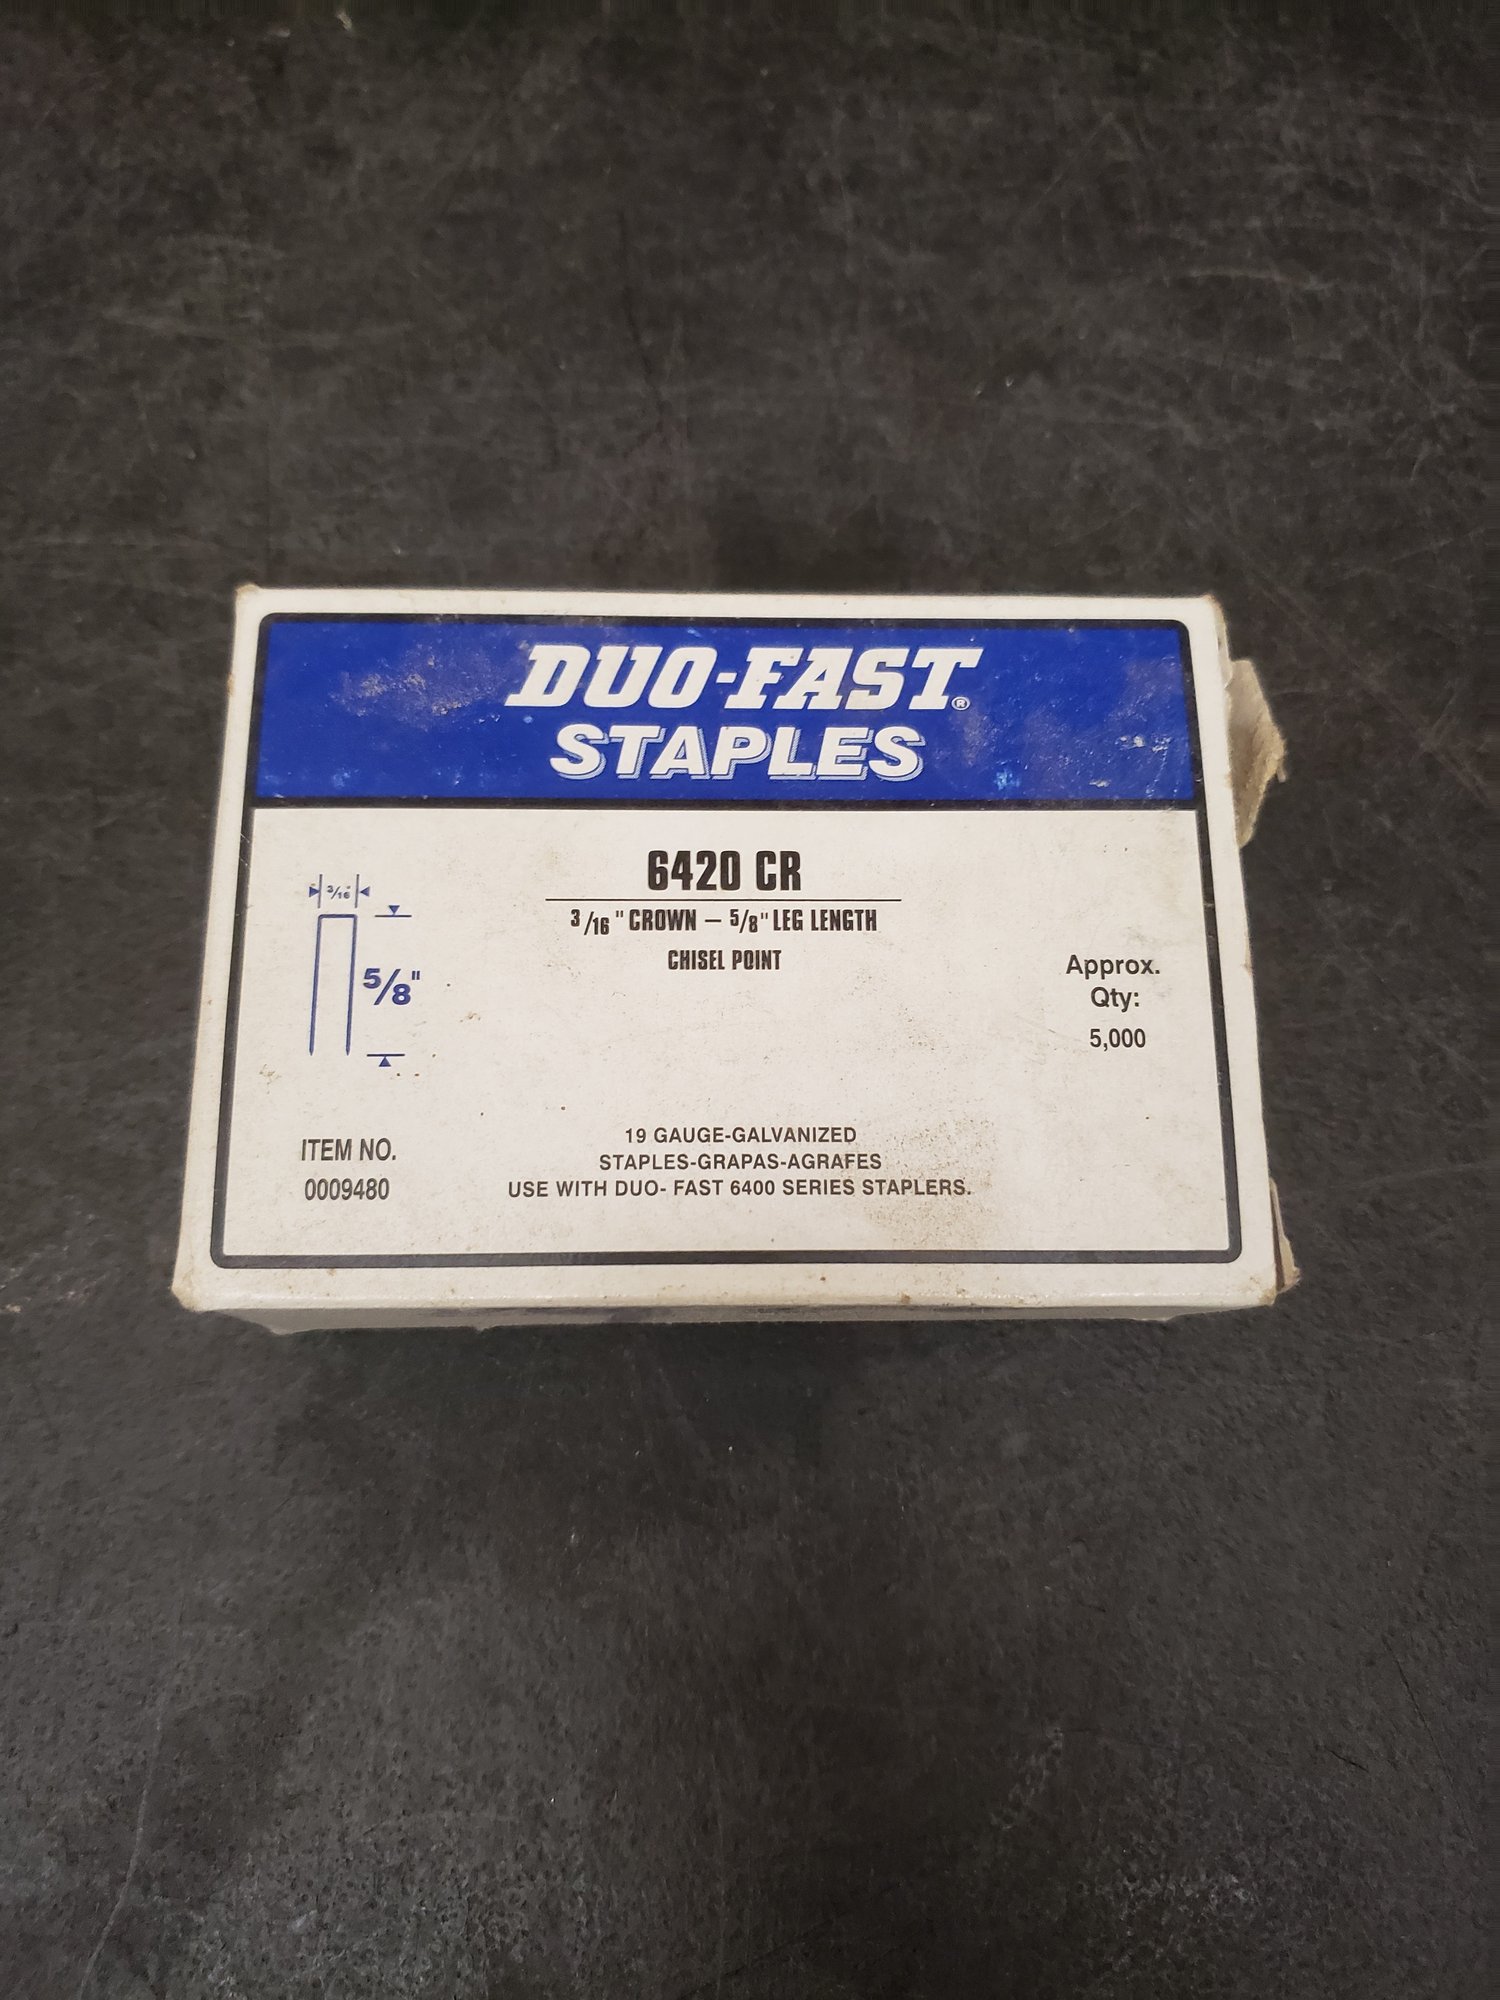 DUO-FAST®
STAPLES
6420 CR
3/16" CROWN – 5/8" LEG LENGTH
CHISEL POINT
3/16"
5/8"
Approx.
Qty:
5,000
ITEM NO.
0009480
19 GAUGE-GALVANIZED
STAPLES-GRAPAS-AGRAFES
USE WITH DUO- FAST 6400 SERIES STAPLERS.